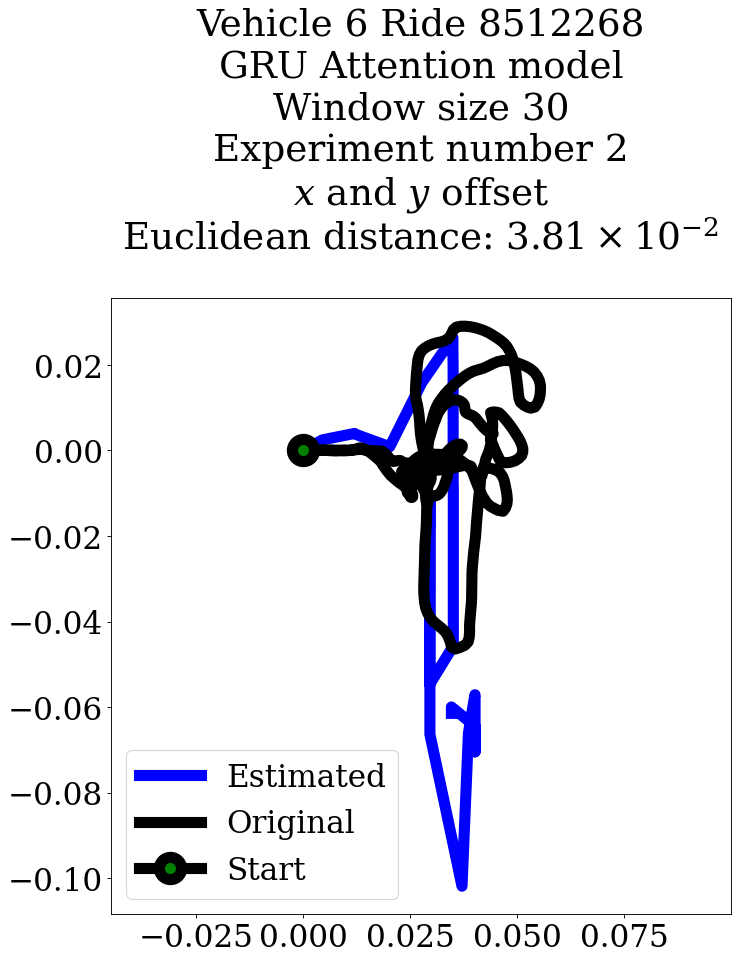 Vehicle 6 Ride 8512268
GRU Attention model
Window size 30
Experiment number 2
x and y offset
Euclidean distance: 3.81 × 10⁻²
0.02
0.00
−0.02
−0.04
−0.06
−0.08
−0.10
Estimated
Original
Start
−0.025 0.000 0.025 0.050 0.075